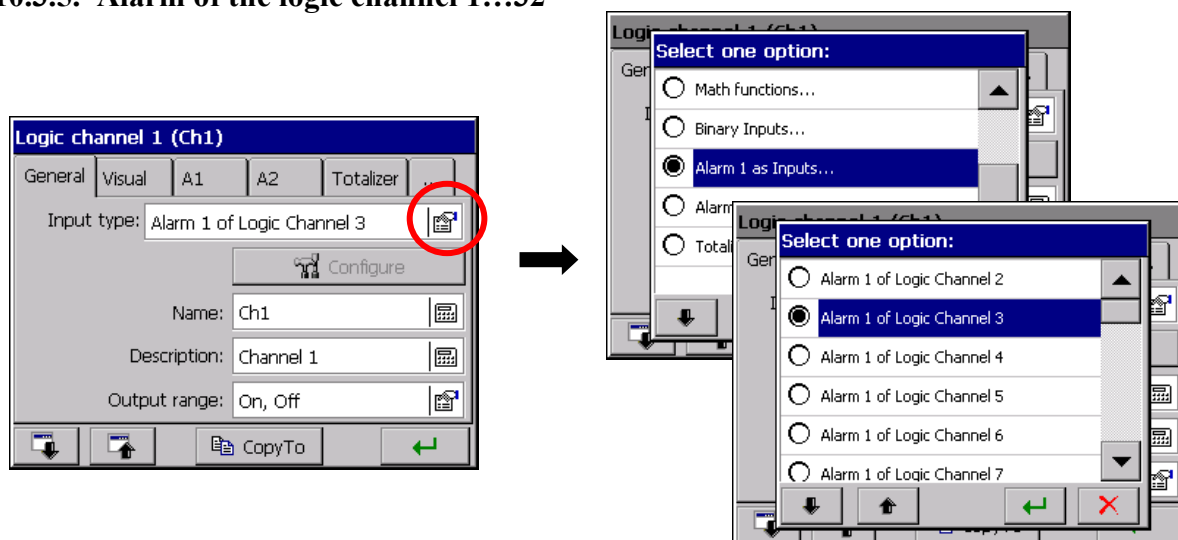 Alarm of the logic channel 1…32
Logic channel 1 (Ch1)
General Visual A1 A2 Totalizer ...
Input type: Alarm 1 of Logic Channel 3
Configure
Name: Ch1
Description: Channel 1
Output range: On, Off
CopyTo
Select one option:
Math functions...
Binary Inputs...
Alarm 1 as Inputs...
Select one option:
Alarm 1 of Logic Channel 2
Alarm 1 of Logic Channel 3
Alarm 1 of Logic Channel 4
Alarm 1 of Logic Channel 5
Alarm 1 of Logic Channel 6
Alarm 1 of Logic Channel 7